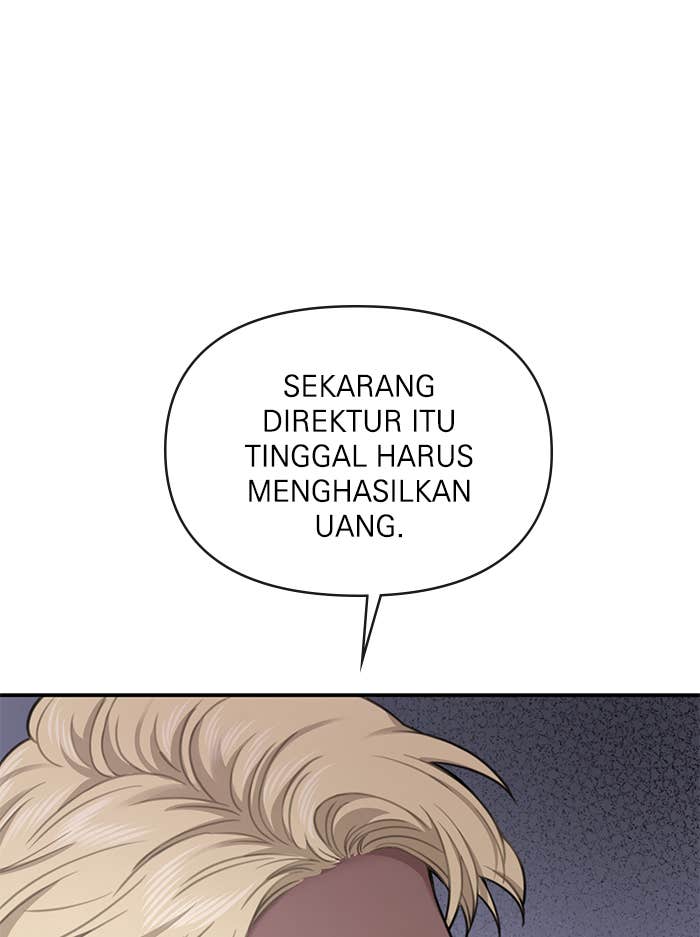 SEKARANG
DIREKTUR ITU
TINGGAL HARUS
MENGHASILKAN
UANG.